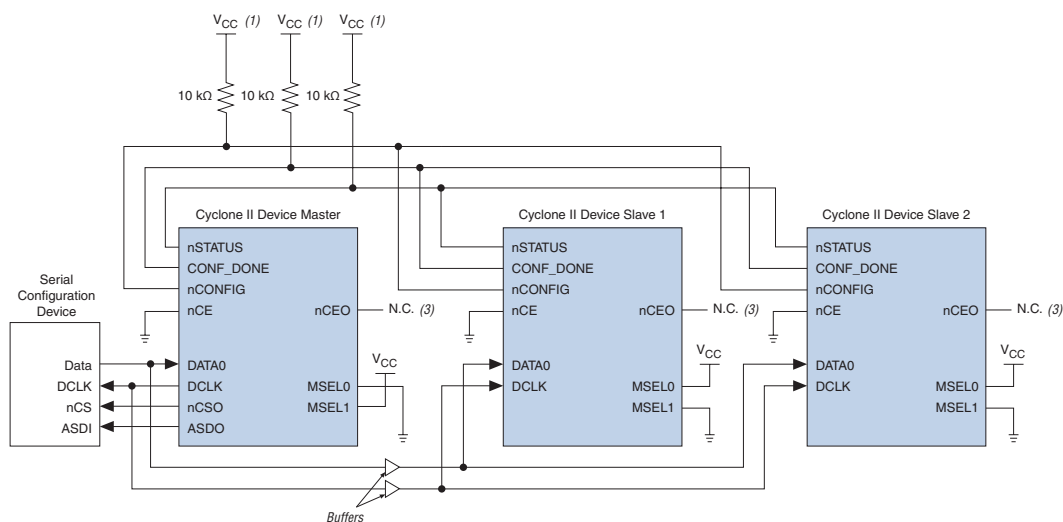 VCC (1) VCC (1) VCC (1)
10 kΩ 10 kΩ 10 kΩ
Cyclone II Device Master
nSTATUS
CONF_DONE
nCONFIG
nCE
nCEO
N.C. (3)
DATA0
DCLK
nCSO
ASDO
MSEL0
MSEL1
VCC
Cyclone II Device Slave 1
nSTATUS
CONF_DONE
nCONFIG
nCE
nCEO
N.C. (3)
DATA0
DCLK
MSEL0
MSEL1
VCC
Cyclone II Device Slave 2
nSTATUS
CONF_DONE
nCONFIG
nCE
nCEO
N.C. (3)
DATA0
DCLK
MSEL0
MSEL1
VCC
Serial
Configuration
Device
Data
DCLK
nCS
ASDI
Buffers